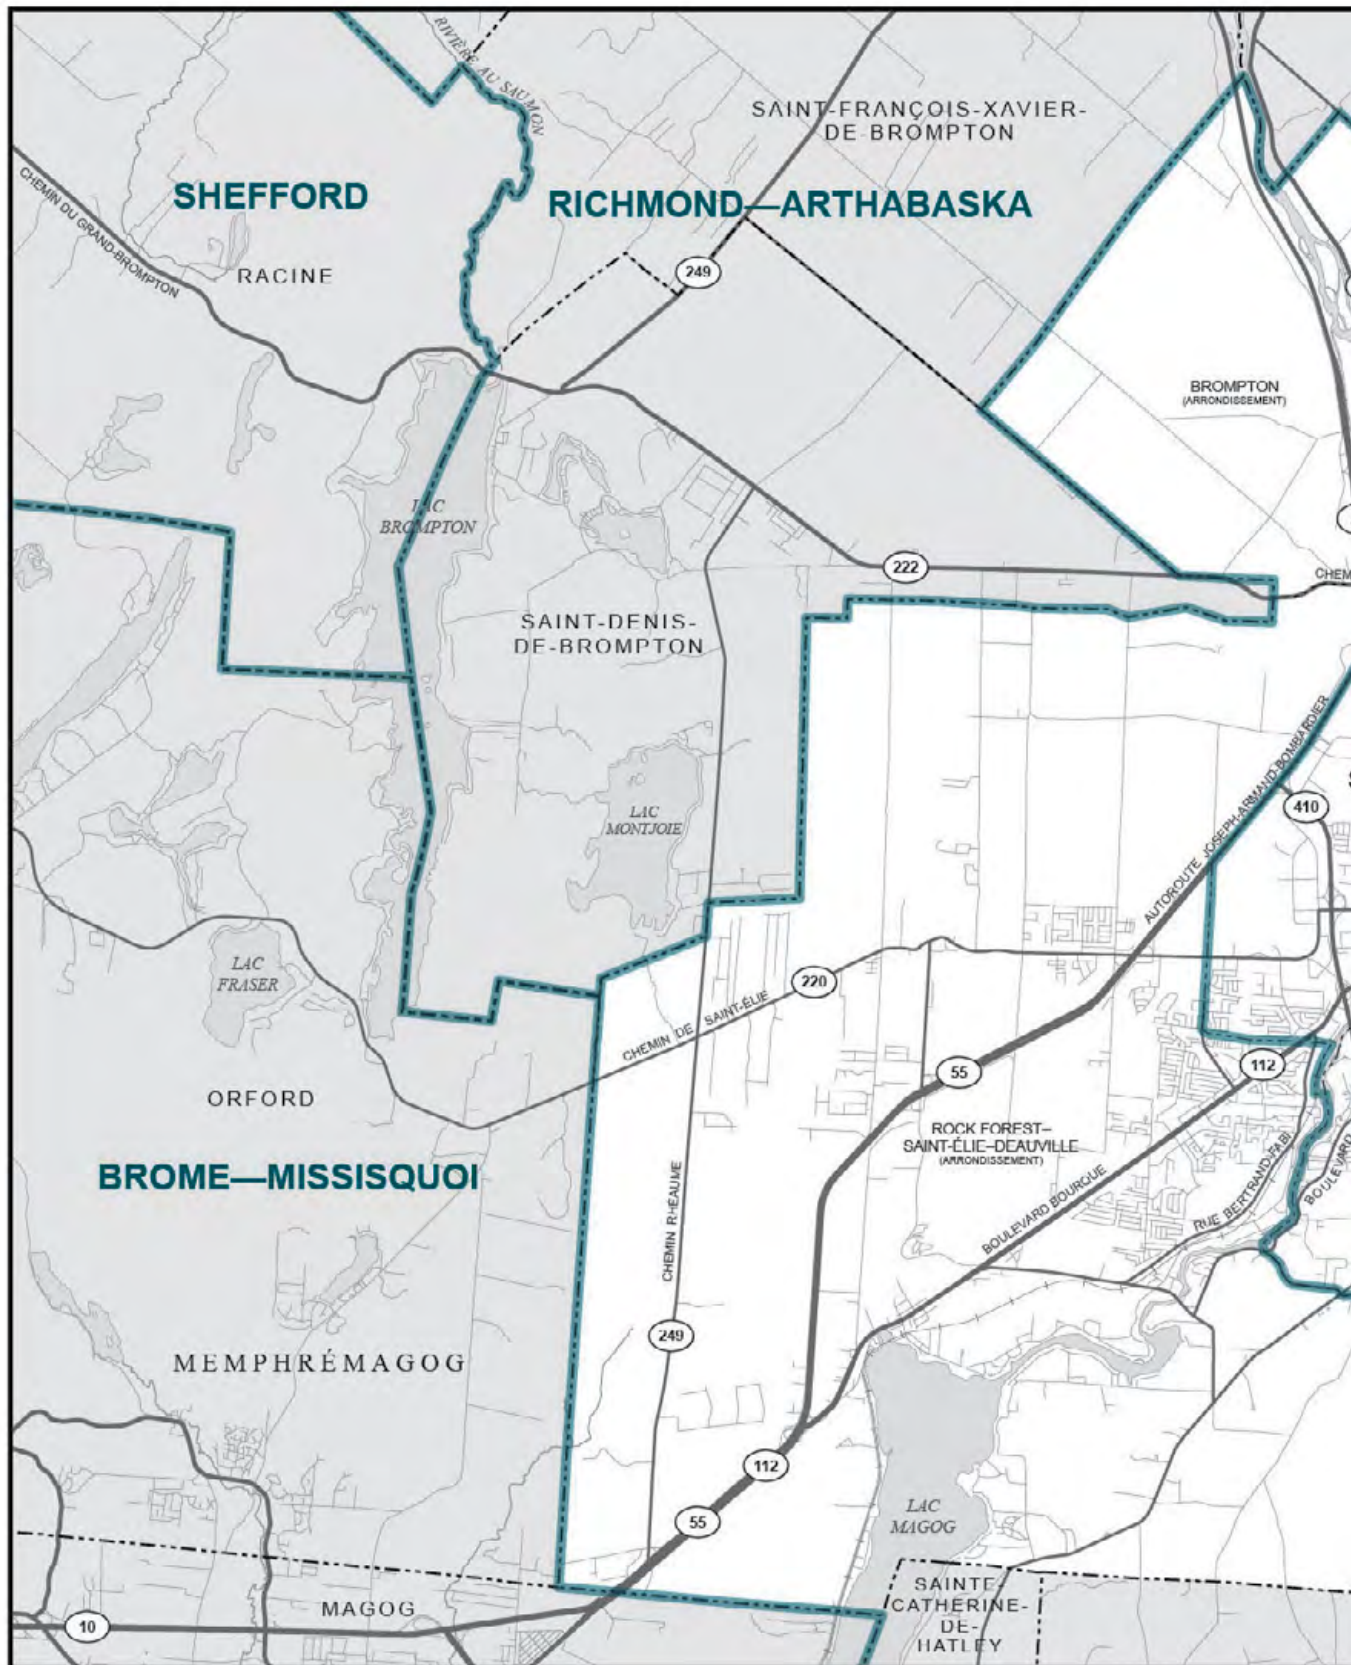 RIVIÈRE AU SAUMON
SAINT-FRANÇOIS-XAVIER-
DE-BROMPTON
SHEFFORD
RICHMOND—ARTHABASKA
CHEMIN DU GRAND-BROMPTON
RACINE
249
BROMPTON
(ARRONDISSEMENT)
LAC
BROMPTON
222
CHEM
SAINT-DENIS-
DE-BROMPTON
AUTOROUTE JOSEPH-ARMAND-BOMBARDIER
410
LAC
MONTJOIE
LAC
FRASER
220
CHEMIN DE SAINT-ÉLIE
55
112
ORFORD
ROCK FOREST–
SAINT-ÉLIE–DEAUVILLE
(ARRONDISSEMENT)
BROME—MISSISQUOI
CHEMIN RHÉAUME
BOULEVARD BOURQUE
RUE BERTRAND-FABI
BOULEVARD
249
MEMPHRÉMAGOG
112
55
LAC
MAGOG
MAGOG
10
SAINTE-
CATHERINE-
DE-
HATLEY